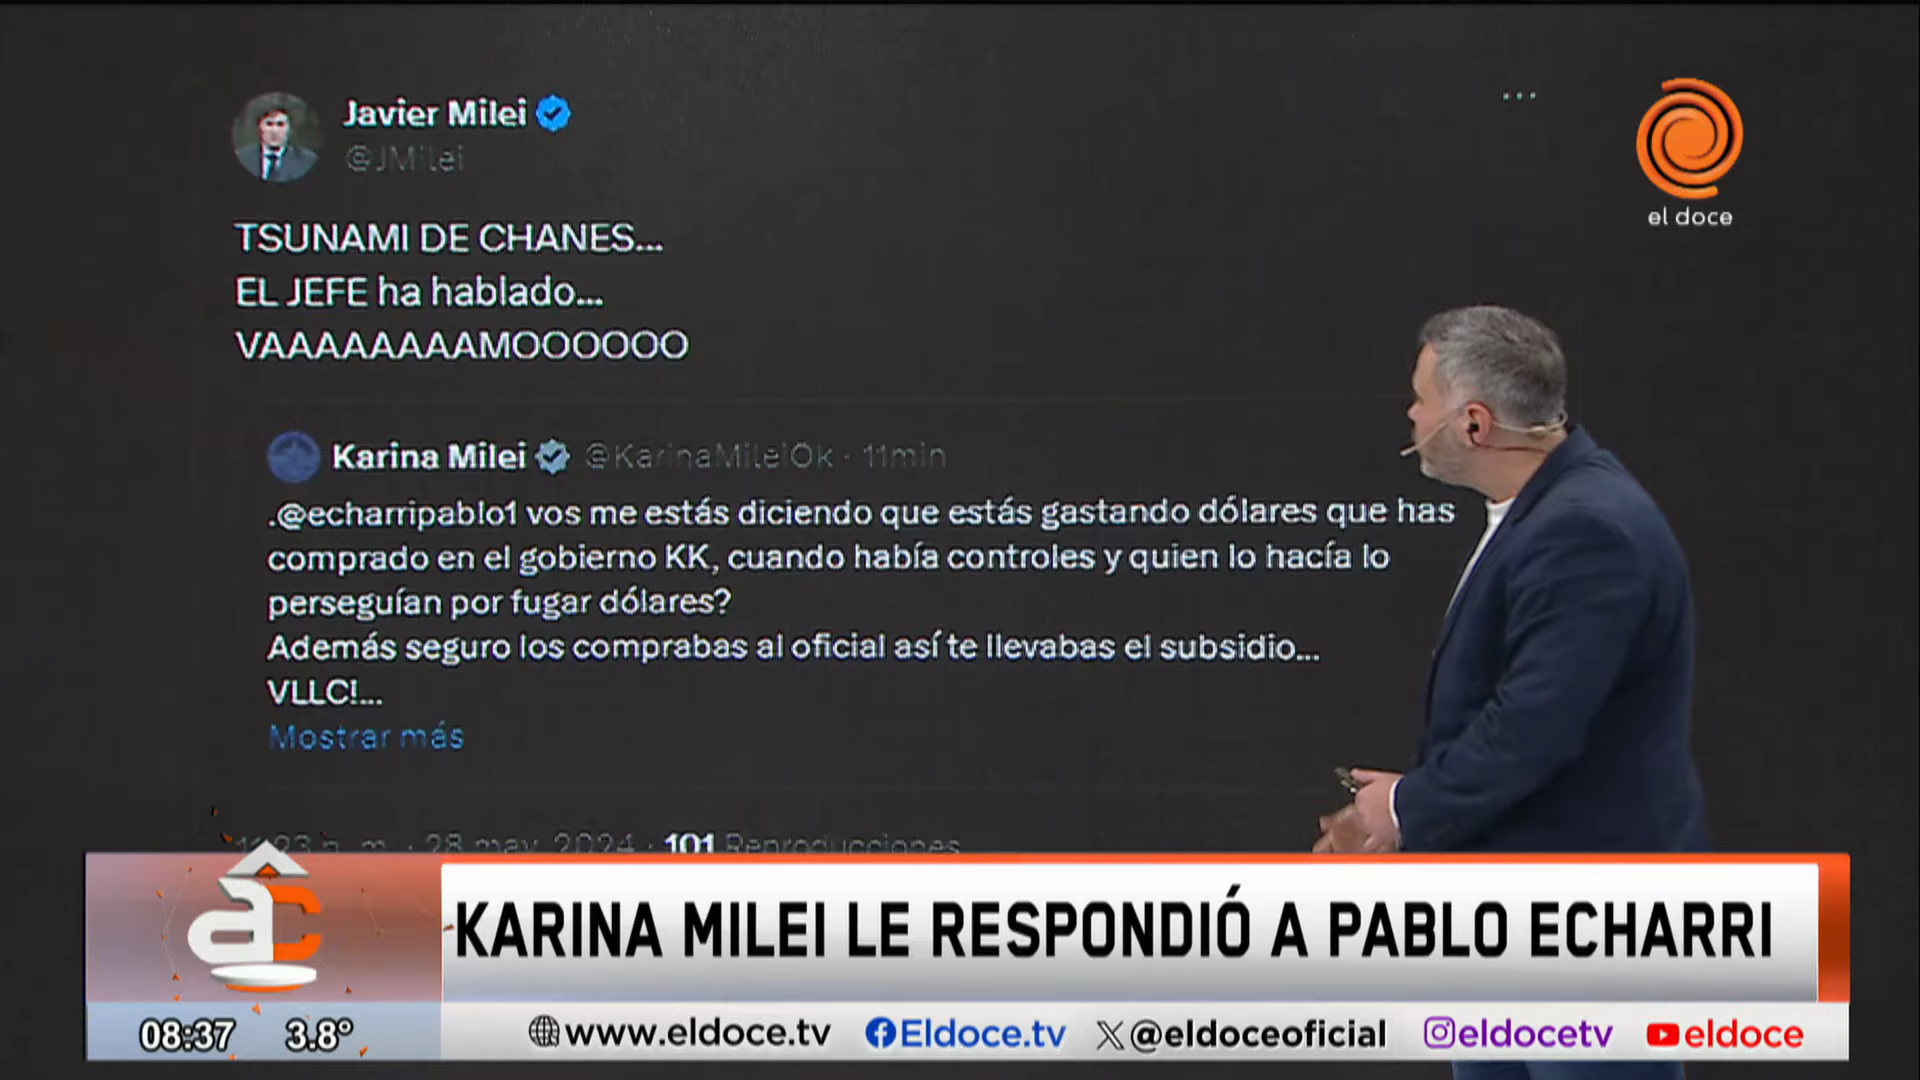 Javier Milei
@JMilei
el doce
TSUNAMI DE CHANES...
EL JEFE ha hablado...
VAAAAAAAAMOOOOOO
Karina Milei @KarinaMileiOk · 11min
.@echarripablo1 vos me estás diciendo que estás gastando dólares que has
comprado en el gobierno KK, cuando había controles y quien lo hacía lo
perseguían por fugar dólares?
Además seguro los comprabas al oficial así te llevabas el subsidio...
VLLC!...
Mostrar más
11:23 p. m. · 28 may. 2024 · 101 Reproducciones
âc
KARINA MILEI LE RESPONDIÓ A PABLO ECHARRI
08:37 3.8°
www.eldoce.tv Eldoce.tv @eldoceoficial eldocetv eldoce